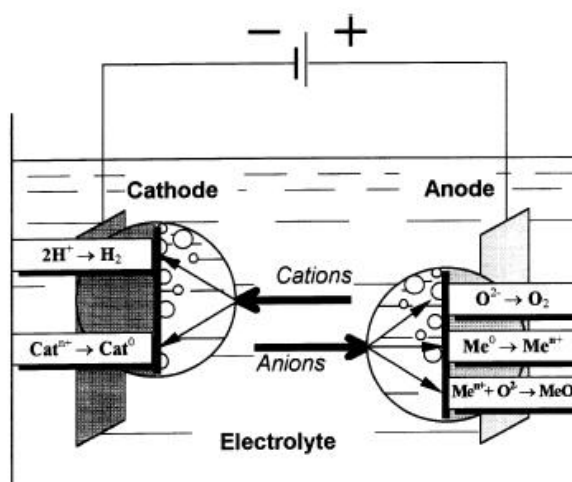 − +
Cathode Anode
2H⁺ → H₂
Cations
O²⁻ → O₂
Catⁿ⁺ → Cat⁰
Me⁰ → Meⁿ⁺
Anions
Meⁿ⁺ + O²⁻ → MeO
Electrolyte